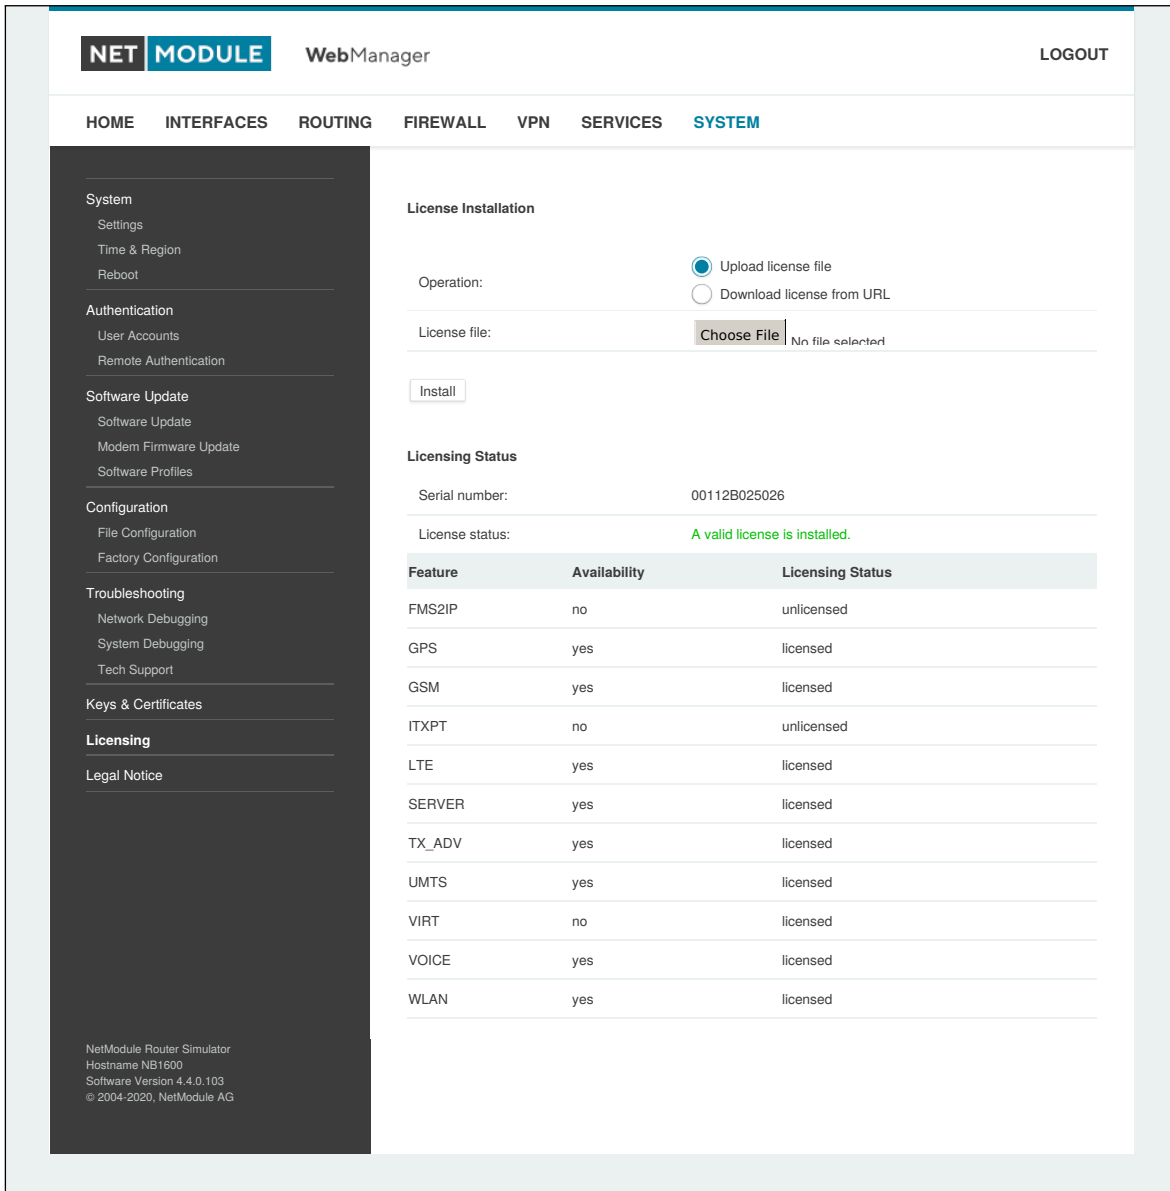 NET MODULE WebManager LOGOUT
HOME INTERFACES ROUTING FIREWALL VPN SERVICES SYSTEM
System
Settings
Time & Region
Reboot
Authentication
User Accounts
Remote Authentication
Software Update
Software Update
Modem Firmware Update
Software Profiles
Configuration
File Configuration
Factory Configuration
Troubleshooting
Network Debugging
System Debugging
Tech Support
Keys & Certificates
Licensing
Legal Notice
NetModule Router Simulator
Hostname NB1600
Software Version 4.4.0.103
© 2004-2020, NetModule AG
License Installation
Operation:
Upload license file
Download license from URL
License file: Choose File No file selected
Install
Licensing Status
Serial number: 00112B025026
License status: A valid license is installed.
Feature Availability Licensing Status
FMS2IP no unlicensed
GPS yes licensed
GSM yes licensed
ITXPT no unlicensed
LTE yes licensed
SERVER yes licensed
TX_ADV yes licensed
UMTS yes licensed
VIRT no licensed
VOICE yes licensed
WLAN yes licensed